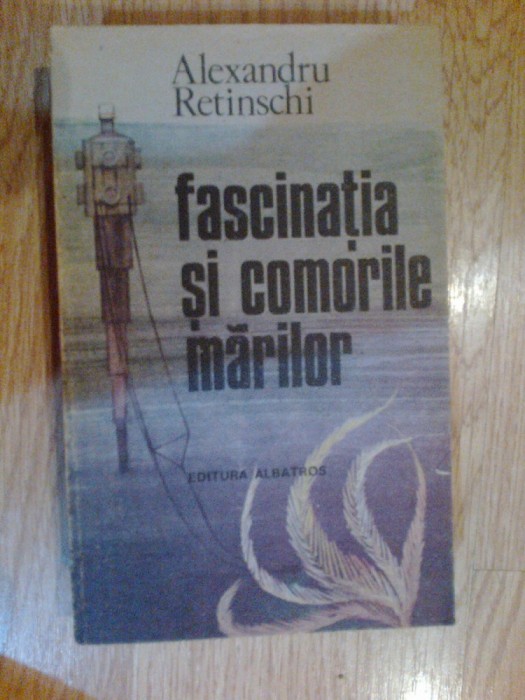 Alexandru
Retinschi
fascinația
și comorile
mărilor
EDITURA ALBATROS